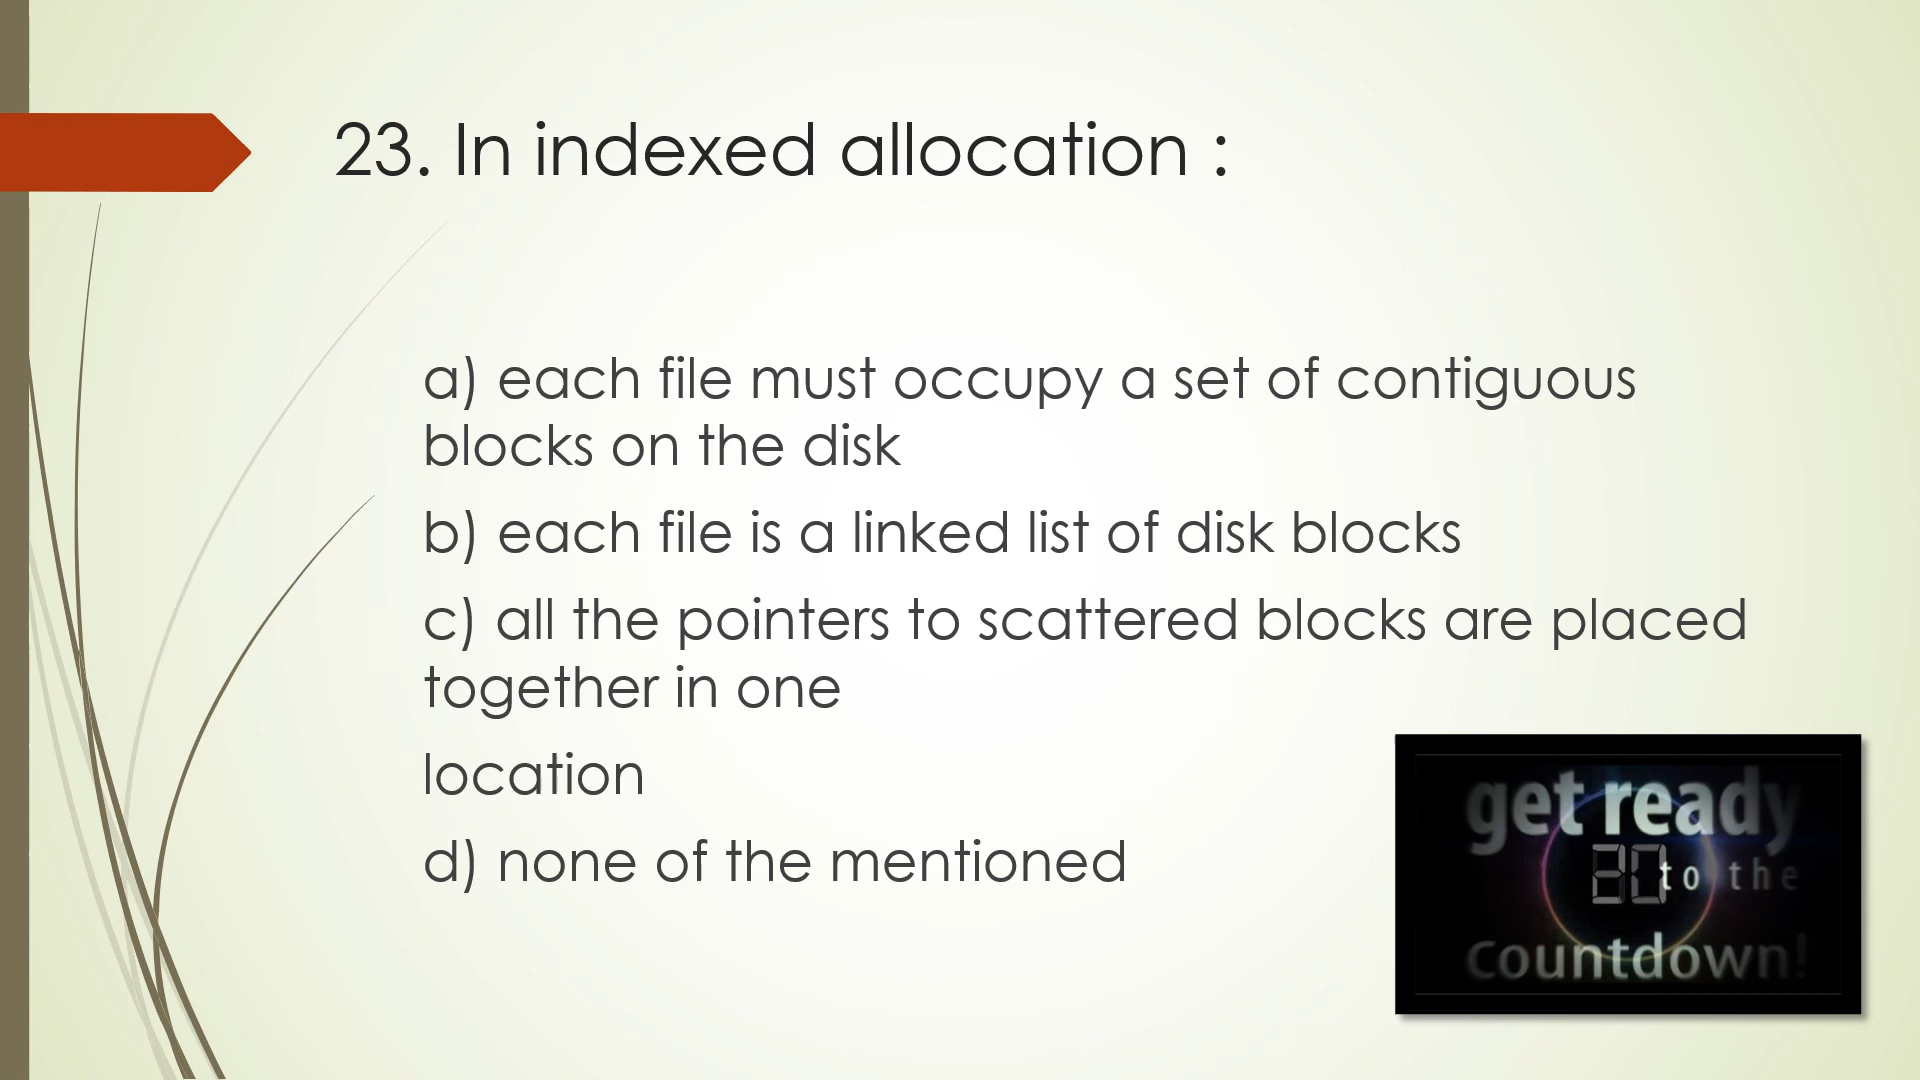 23. In indexed allocation :
a) each file must occupy a set of contiguous
blocks on the disk
b) each file is a linked list of disk blocks
c) all the pointers to scattered blocks are placed
together in one
location
d) none of the mentioned
get ready
20 to the
countdown!